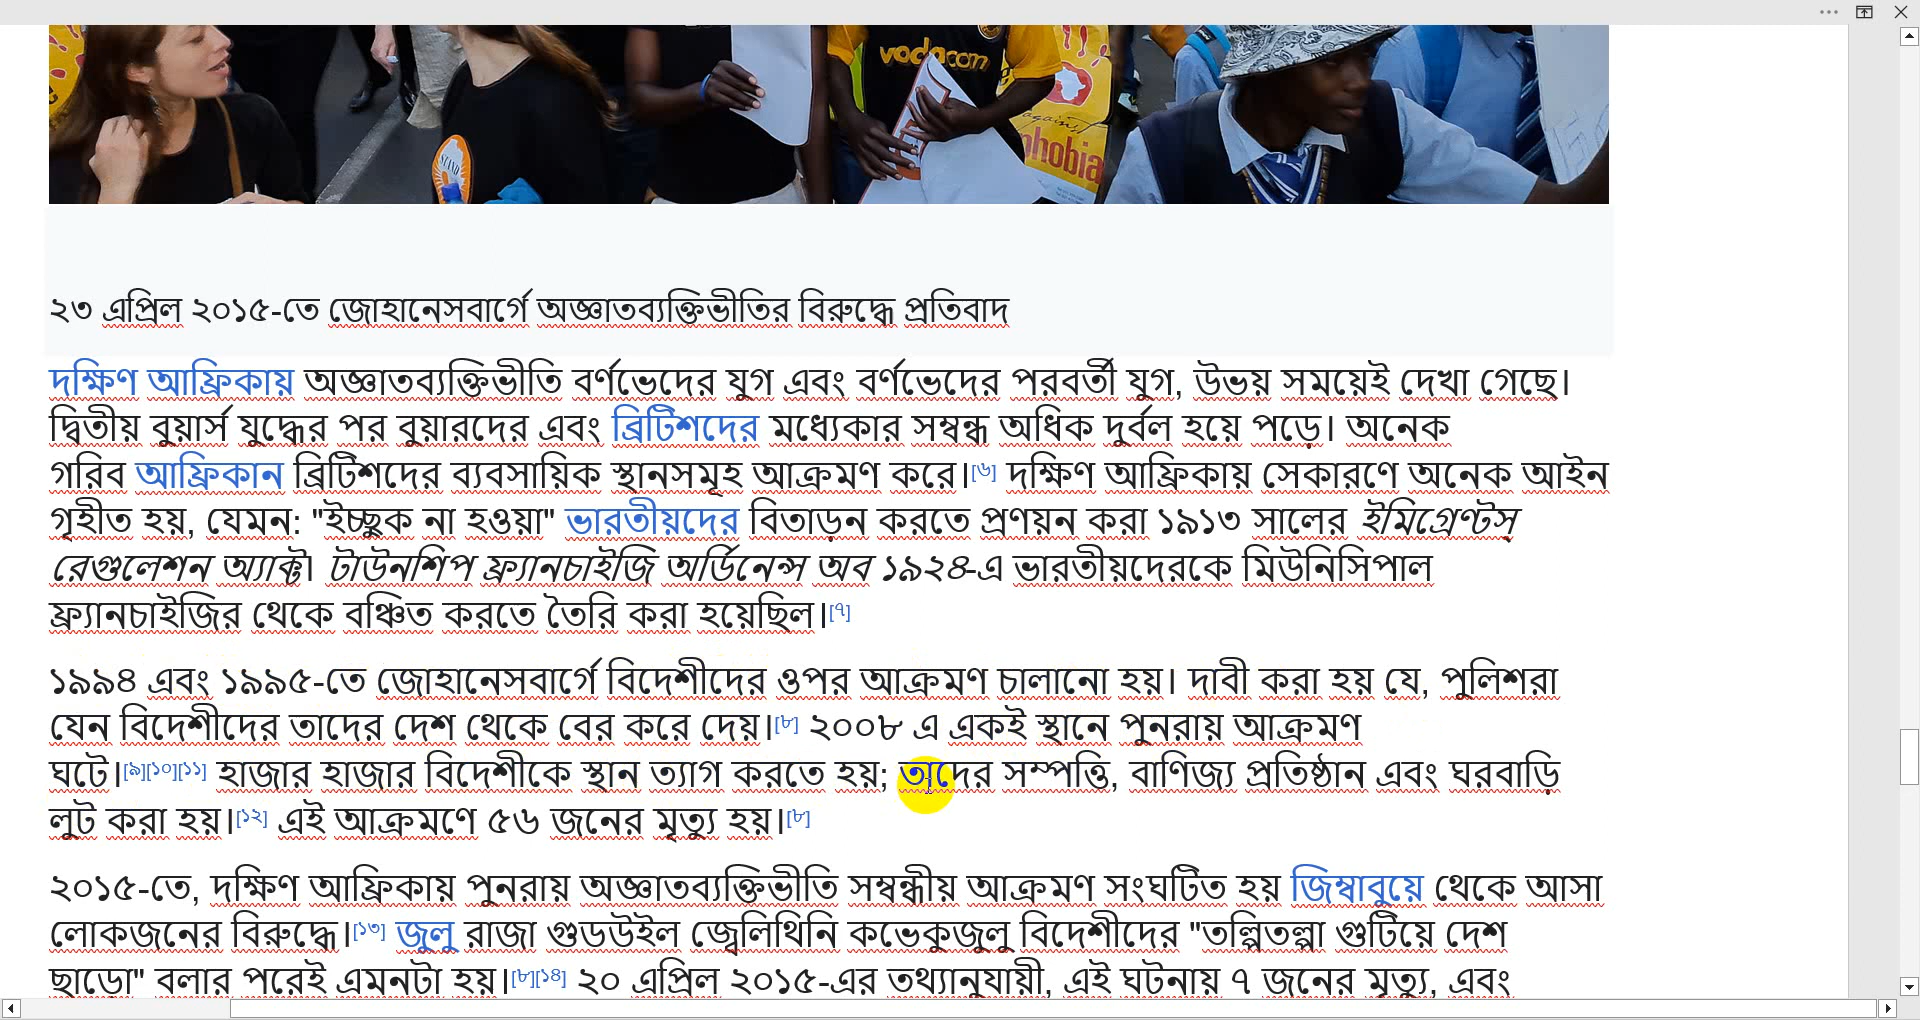 vodacom
against
phobia
STAND
২৩ এপ্রিল ২০১৫-তে জোহানেসবার্গে অজ্ঞাতব্যক্তিভীতির বিরুদ্ধে প্রতিবাদ
দক্ষিণ আফ্রিকায় অজ্ঞাতব্যক্তিভীতি বর্ণভেদের যুগ এবং বর্ণভেদের পরবর্তী যুগ, উভয় সময়েই দেখা গেছে।
দ্বিতীয় বুয়ার্স যুদ্ধের পর বুয়ারদের এবং ব্রিটিশদের মধ্যেকার সম্বন্ধ অধিক দুর্বল হয়ে পড়ে। অনেক
গরিব আফ্রিকান ব্রিটিশদের ব্যবসায়িক স্থানসমূহ আক্রমণ করে।[৬] দক্ষিণ আফ্রিকায় সেকারণে অনেক আইন
গৃহীত হয়, যেমন: "ইচ্ছুক না হওয়া" ভারতীয়দের বিতাড়ন করতে প্রণয়ন করা ১৯১৩ সালের ইমিগ্রেণ্টস্
রেগুলেশন অ্যাক্ট। টাউনশিপ ফ্র্যানচাইজি অর্ডিনেন্স অব ১৯২৪-এ ভারতীয়দেরকে মিউনিসিপাল
ফ্র্যানচাইজির থেকে বঞ্চিত করতে তৈরি করা হয়েছিল।[৭]
১৯৯৪ এবং ১৯৯৫-তে জোহানেসবার্গে বিদেশীদের ওপর আক্রমণ চালানো হয়। দাবী করা হয় যে, পুলিশরা
যেন বিদেশীদের তাদের দেশ থেকে বের করে দেয়।[৮] ২০০৮ এ একই স্থানে পুনরায় আক্রমণ
ঘটে।[৯][১০][১১] হাজার হাজার বিদেশীকে স্থান ত্যাগ করতে হয়; তাদের সম্পত্তি, বাণিজ্য প্রতিষ্ঠান এবং ঘরবাড়ি
লুট করা হয়।[১২] এই আক্রমণে ৫৬ জনের মৃত্যু হয়।[৮]
২০১৫-তে, দক্ষিণ আফ্রিকায় পুনরায় অজ্ঞাতব্যক্তিভীতি সম্বন্ধীয় আক্রমণ সংঘটিত হয় জিম্বাবুয়ে থেকে আসা
লোকজনের বিরুদ্ধে।[১৩] জুলু রাজা গুডউইল জ্বেলিথিনি কভেকুজুলু বিদেশীদের "তল্পিতল্পা গুটিয়ে দেশ
ছাড়ো" বলার পরেই এমনটা হয়।[৮][১৪] ২০ এপ্রিল ২০১৫-এর তথ্যানুযায়ী, এই ঘটনায় ৭ জনের মৃত্যু, এবং